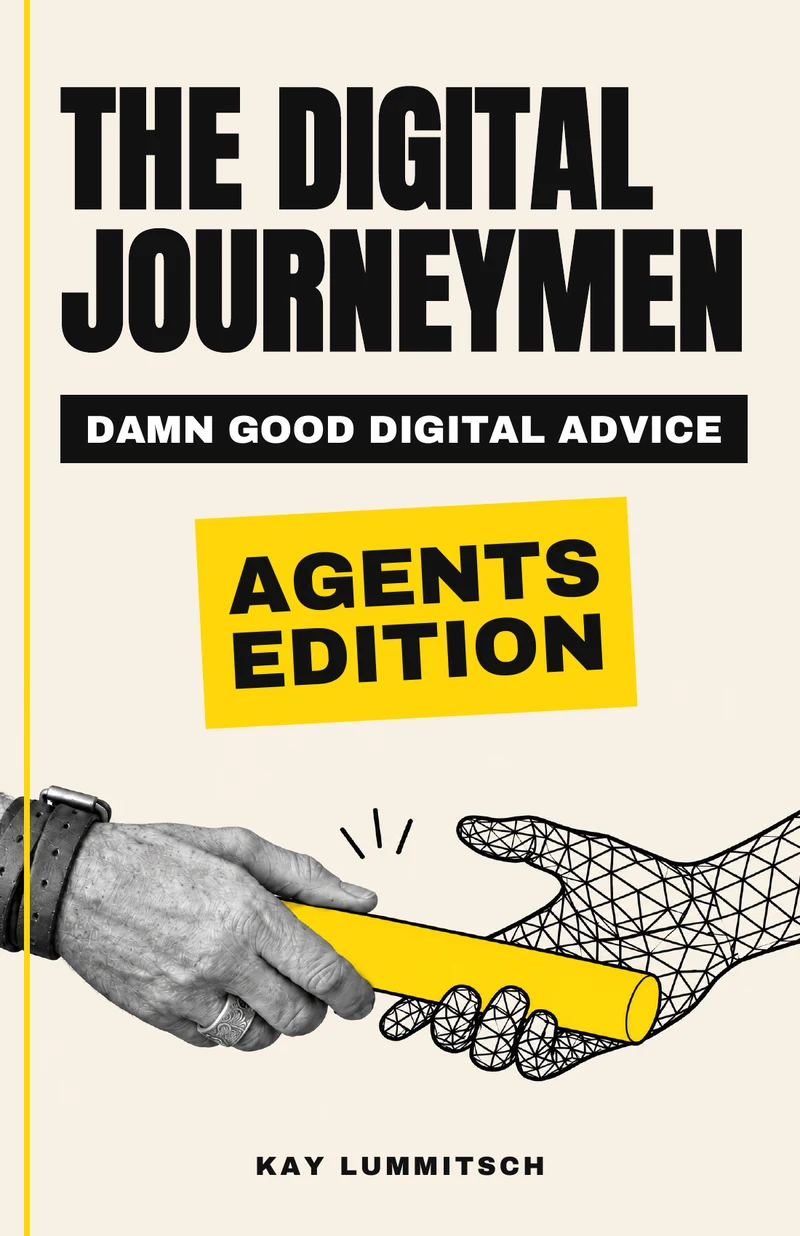 THE DIGITAL
JOURNEYMEN
DAMN GOOD DIGITAL ADVICE
AGENTS
EDITION
KAY LUMMITSCH